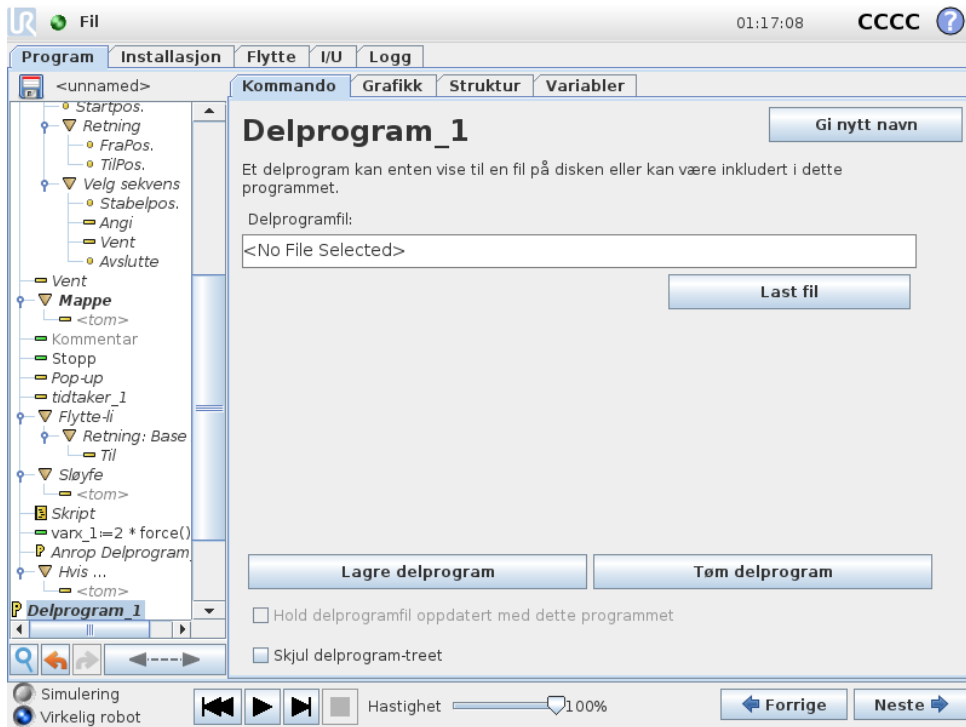 UR
Fil
01:17:08
CCCC
?
Program
Installasjon
Flytte
I/U
Logg
<unnamed>
Kommando
Grafikk
Struktur
Variabler
Startpos.
Retning
FraPos.
TilPos.
Velg sekvens
Stabelpos.
Angi
Vent
Avslutte
Vent
Mappe
<tom>
Kommentar
Stopp
Pop-up
tidtaker_1
Flytte-li
Retning: Base
Til
Sløyfe
<tom>
Skript
varx_1:=2 * force()
Anrop Delprogram
Hvis ...
<tom>
P Delprogram_1
Delprogram_1
Gi nytt navn
Et delprogram kan enten vise til en fil på disken eller kan være inkludert i dette
programmet.
Delprogramfil:
<No File Selected>
Last fil
Lagre delprogram
Tøm delprogram
Hold delprogramfil oppdatert med dette programmet
Skjul delprogram-treet
Simulering
Virkelig robot
Hastighet
100%
Forrige
Neste